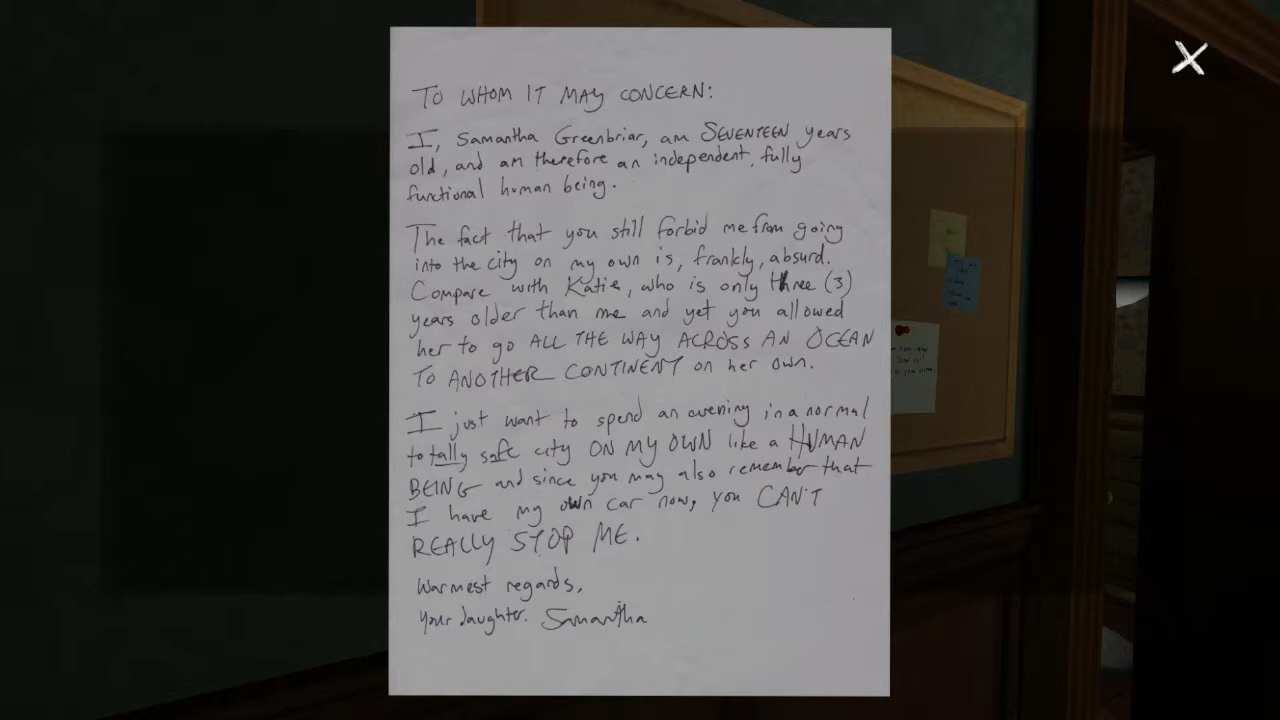 TO WHOM IT MAY CONCERN:
I, Samantha Greenbriar, am SEVENTEEN years
old, and am therefore an independent, fully
functional human being.
The fact that you still forbid me from going
into the city on my own is, frankly, absurd.
Compare with Katie, who is only three (3)
years older than me and yet you allowed
her to go ALL THE WAY ACROSS AN OCEAN
TO ANOTHER CONTINENT on her own.
I just want to spend an evening in a normal
totally safe city ON MY OWN like a HUMAN
BEING and since you may also remember that
I have my own car now, you CAN'T
REALLY STOP ME.
Warmest regards,
Your daughter. Samantha